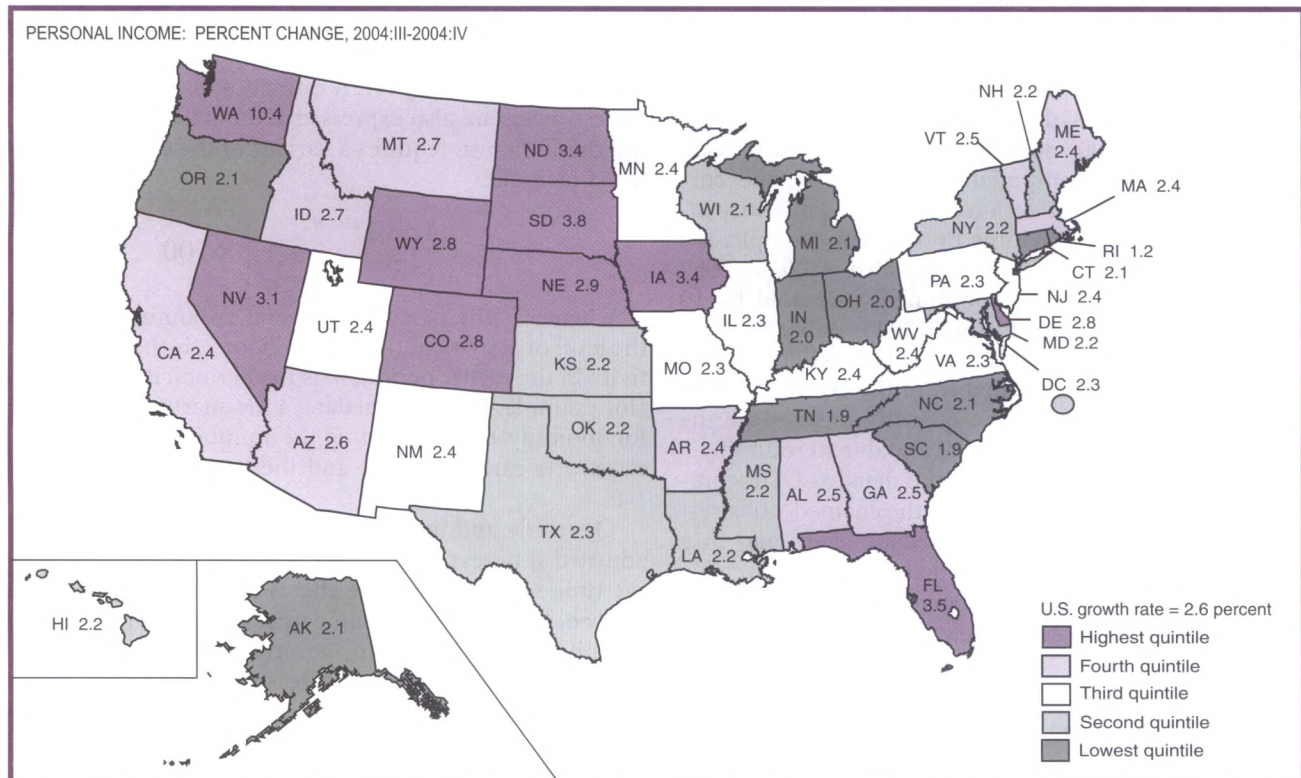 PERSONAL INCOME: PERCENT CHANGE, 2004:III-2004:IV
WA 10.4
MT 2.7
ND 3.4
MN 2.4
NH 2.2
VT 2.5
ME
2.4
OR 2.1
ID 2.7
SD 3.8
WI 2.1
MI 2.1
NY 2.2
MA 2.4
RI 1.2
CT 2.1
WY 2.8
NE 2.9
IA 3.4
PA 2.3
NJ 2.4
NV 3.1
UT 2.4
CO 2.8
IL 2.3
IN
2.0
OH 2.0
WV
2.4
DE 2.8
MD 2.2
CA 2.4
KS 2.2
MO 2.3
KY 2.4
VA 2.3
DC 2.3
AZ 2.6
NM 2.4
OK 2.2
AR 2.4
TN 1.9
NC 2.1
SC 1.9
TX 2.3
LA 2.2
MS
2.2
AL 2.5
GA 2.5
FL
3.5
HI 2.2
AK 2.1
U.S. growth rate = 2.6 percent
Highest quintile
Fourth quintile
Third quintile
Second quintile
Lowest quintile